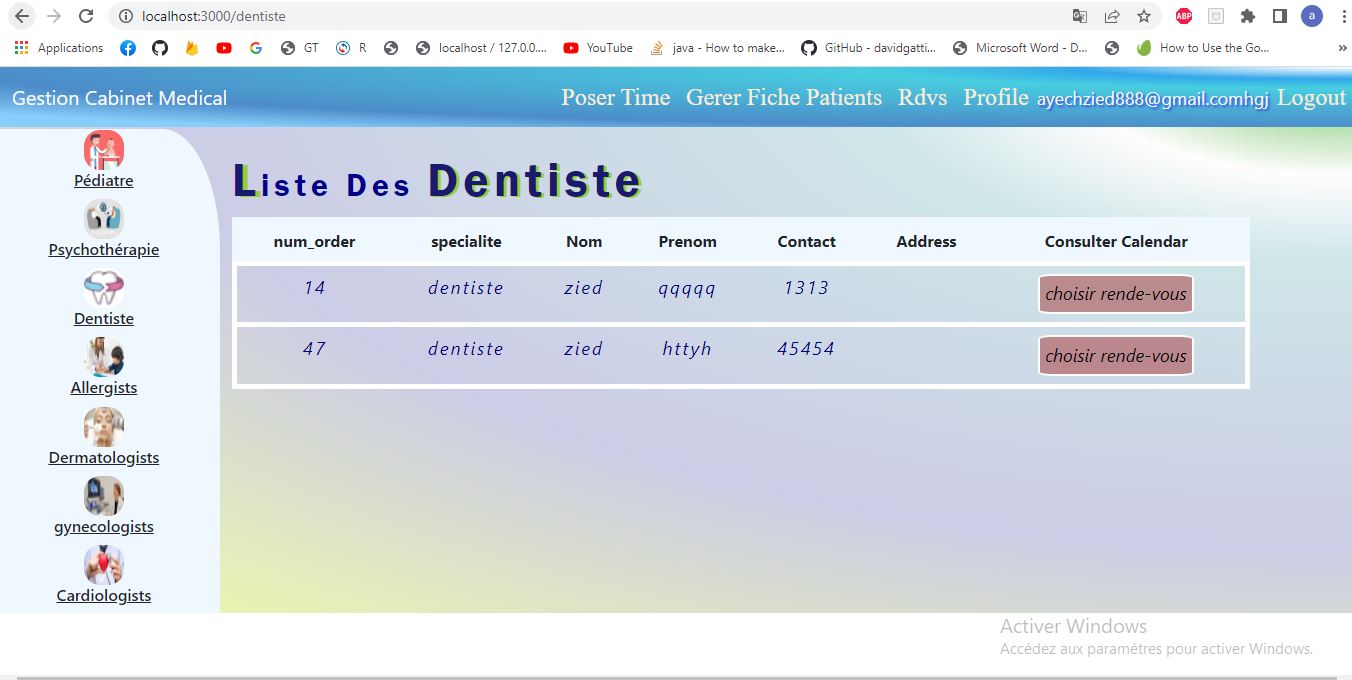 localhost:3000/dentiste
ABP
a
Applications GT R localhost / 127.0.0.... YouTube java - How to make... GitHub - davidgatti... Microsoft Word - D... How to Use the Go... »
Gestion Cabinet Medical Poser Time Gerer Fiche Patients Rdvs Profile ayechzied888@gmail.comhgj Logout
Pédiatre
Psychothérapie
Dentiste
Allergists
Dermatologists
gynecologists
Cardiologists
Liste Des Dentiste
num_order specialite Nom Prenom Contact Address Consulter Calendar
14 dentiste zied qqqqq 1313 choisir rende-vous
47 dentiste zied httyh 45454 choisir rende-vous
Activer Windows
Accédez aux paramètres pour activer Windows.